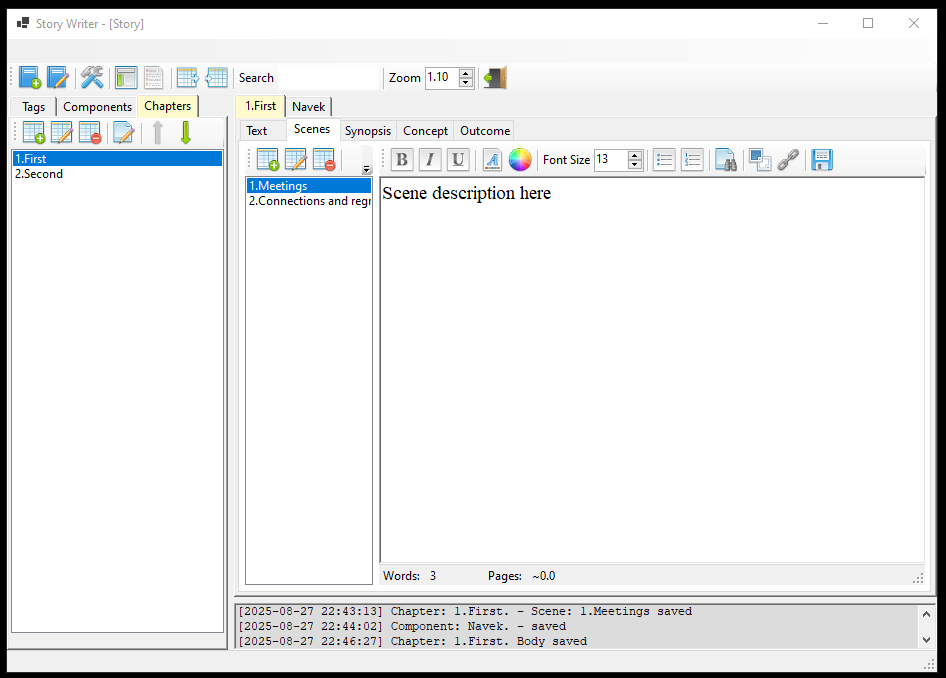 Story Writer - [Story]
Search Zoom 1.10
Tags Components Chapters
1.First
2.Second
1.First Navek
Text Scenes Synopsis Concept Outcome
B I U A Font Size 13
1.Meetings
2.Connections and regr
Scene description here
Words: 3 Pages: ~0.0
[2025-08-27 22:43:13] Chapter: 1.First. - Scene: 1.Meetings saved
[2025-08-27 22:44:02] Component: Navek. - saved
[2025-08-27 22:46:27] Chapter: 1.First. Body saved